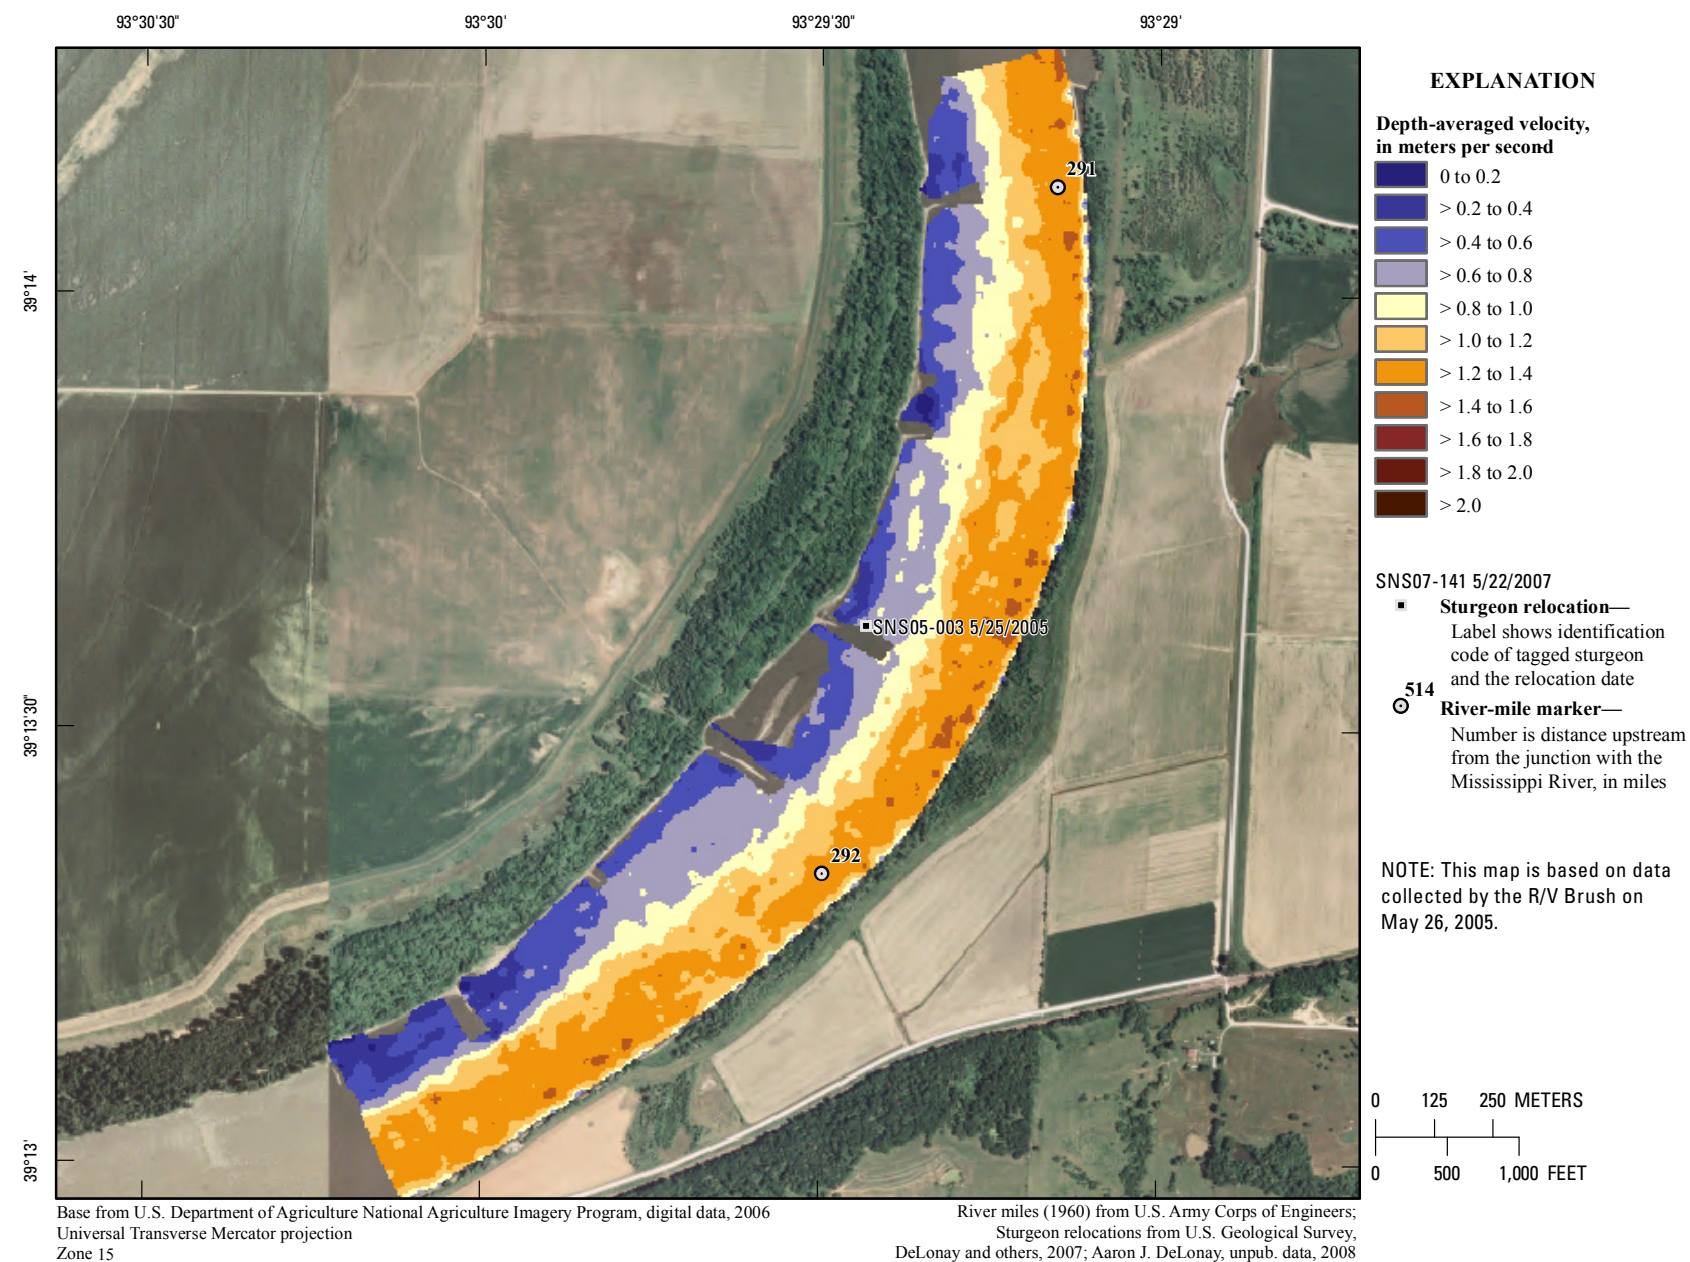 93°30'30"
93°30'
93°29'30"
93°29'
39°14'
39°13'30"
39°13'
291
SNS05-003 5/25/2005
292
EXPLANATION
Depth-averaged velocity,
in meters per second
0 to 0.2
> 0.2 to 0.4
> 0.4 to 0.6
> 0.6 to 0.8
> 0.8 to 1.0
> 1.0 to 1.2
> 1.2 to 1.4
> 1.4 to 1.6
> 1.6 to 1.8
> 1.8 to 2.0
> 2.0
SNS07-141 5/22/2007
Sturgeon relocation—
Label shows identification
code of tagged sturgeon
and the relocation date
514
River-mile marker—
Number is distance upstream
from the junction with the
Mississippi River, in miles
NOTE: This map is based on data
collected by the R/V Brush on
May 26, 2005.
0 125 250 METERS
0 500 1,000 FEET
Base from U.S. Department of Agriculture National Agriculture Imagery Program, digital data, 2006
Universal Transverse Mercator projection
Zone 15
River miles (1960) from U.S. Army Corps of Engineers;
Sturgeon relocations from U.S. Geological Survey,
DeLonay and others, 2007; Aaron J. DeLonay, unpub. data, 2008